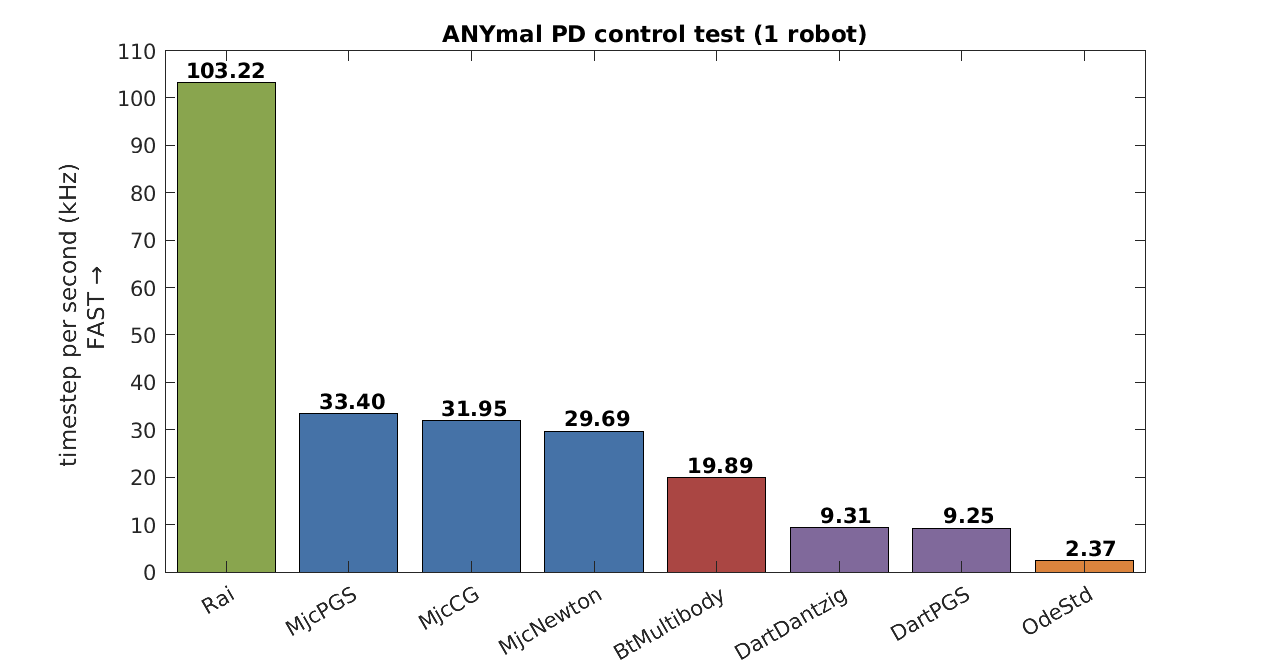 ANYmal PD control test (1 robot)
timestep per second (kHz)
FAST →
110
100
90
80
70
60
50
40
30
20
10
0
103.22
33.40
31.95
29.69
19.89
9.31
9.25
2.37
Rai
MjcPGS
MjcCG
MjcNewton
BtMultibody
DartDantzig
DartPGS
OdeStd